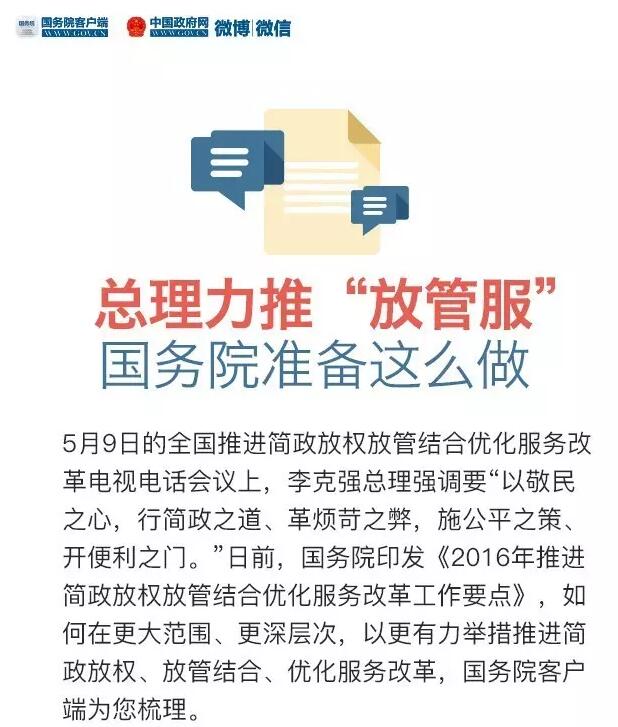 国务院客户端 中国政府网 微博|微信
WWW.GOV.CN WWW.GOV.CN
总理力推“放管服”
国务院准备这么做
5月9日的全国推进简政放权放管结合优化服务改
革电视电话会议上，李克强总理强调要“以敬民
之心，行简政之道、革烦苛之弊，施公平之策、
开便利之门。”日前，国务院印发《2016年推进
简政放权放管结合优化服务改革工作要点》，如
何在更大范围、更深层次，以更有力举措推进简
政放权、放管结合、优化服务改革，国务院客户
端为您梳理。